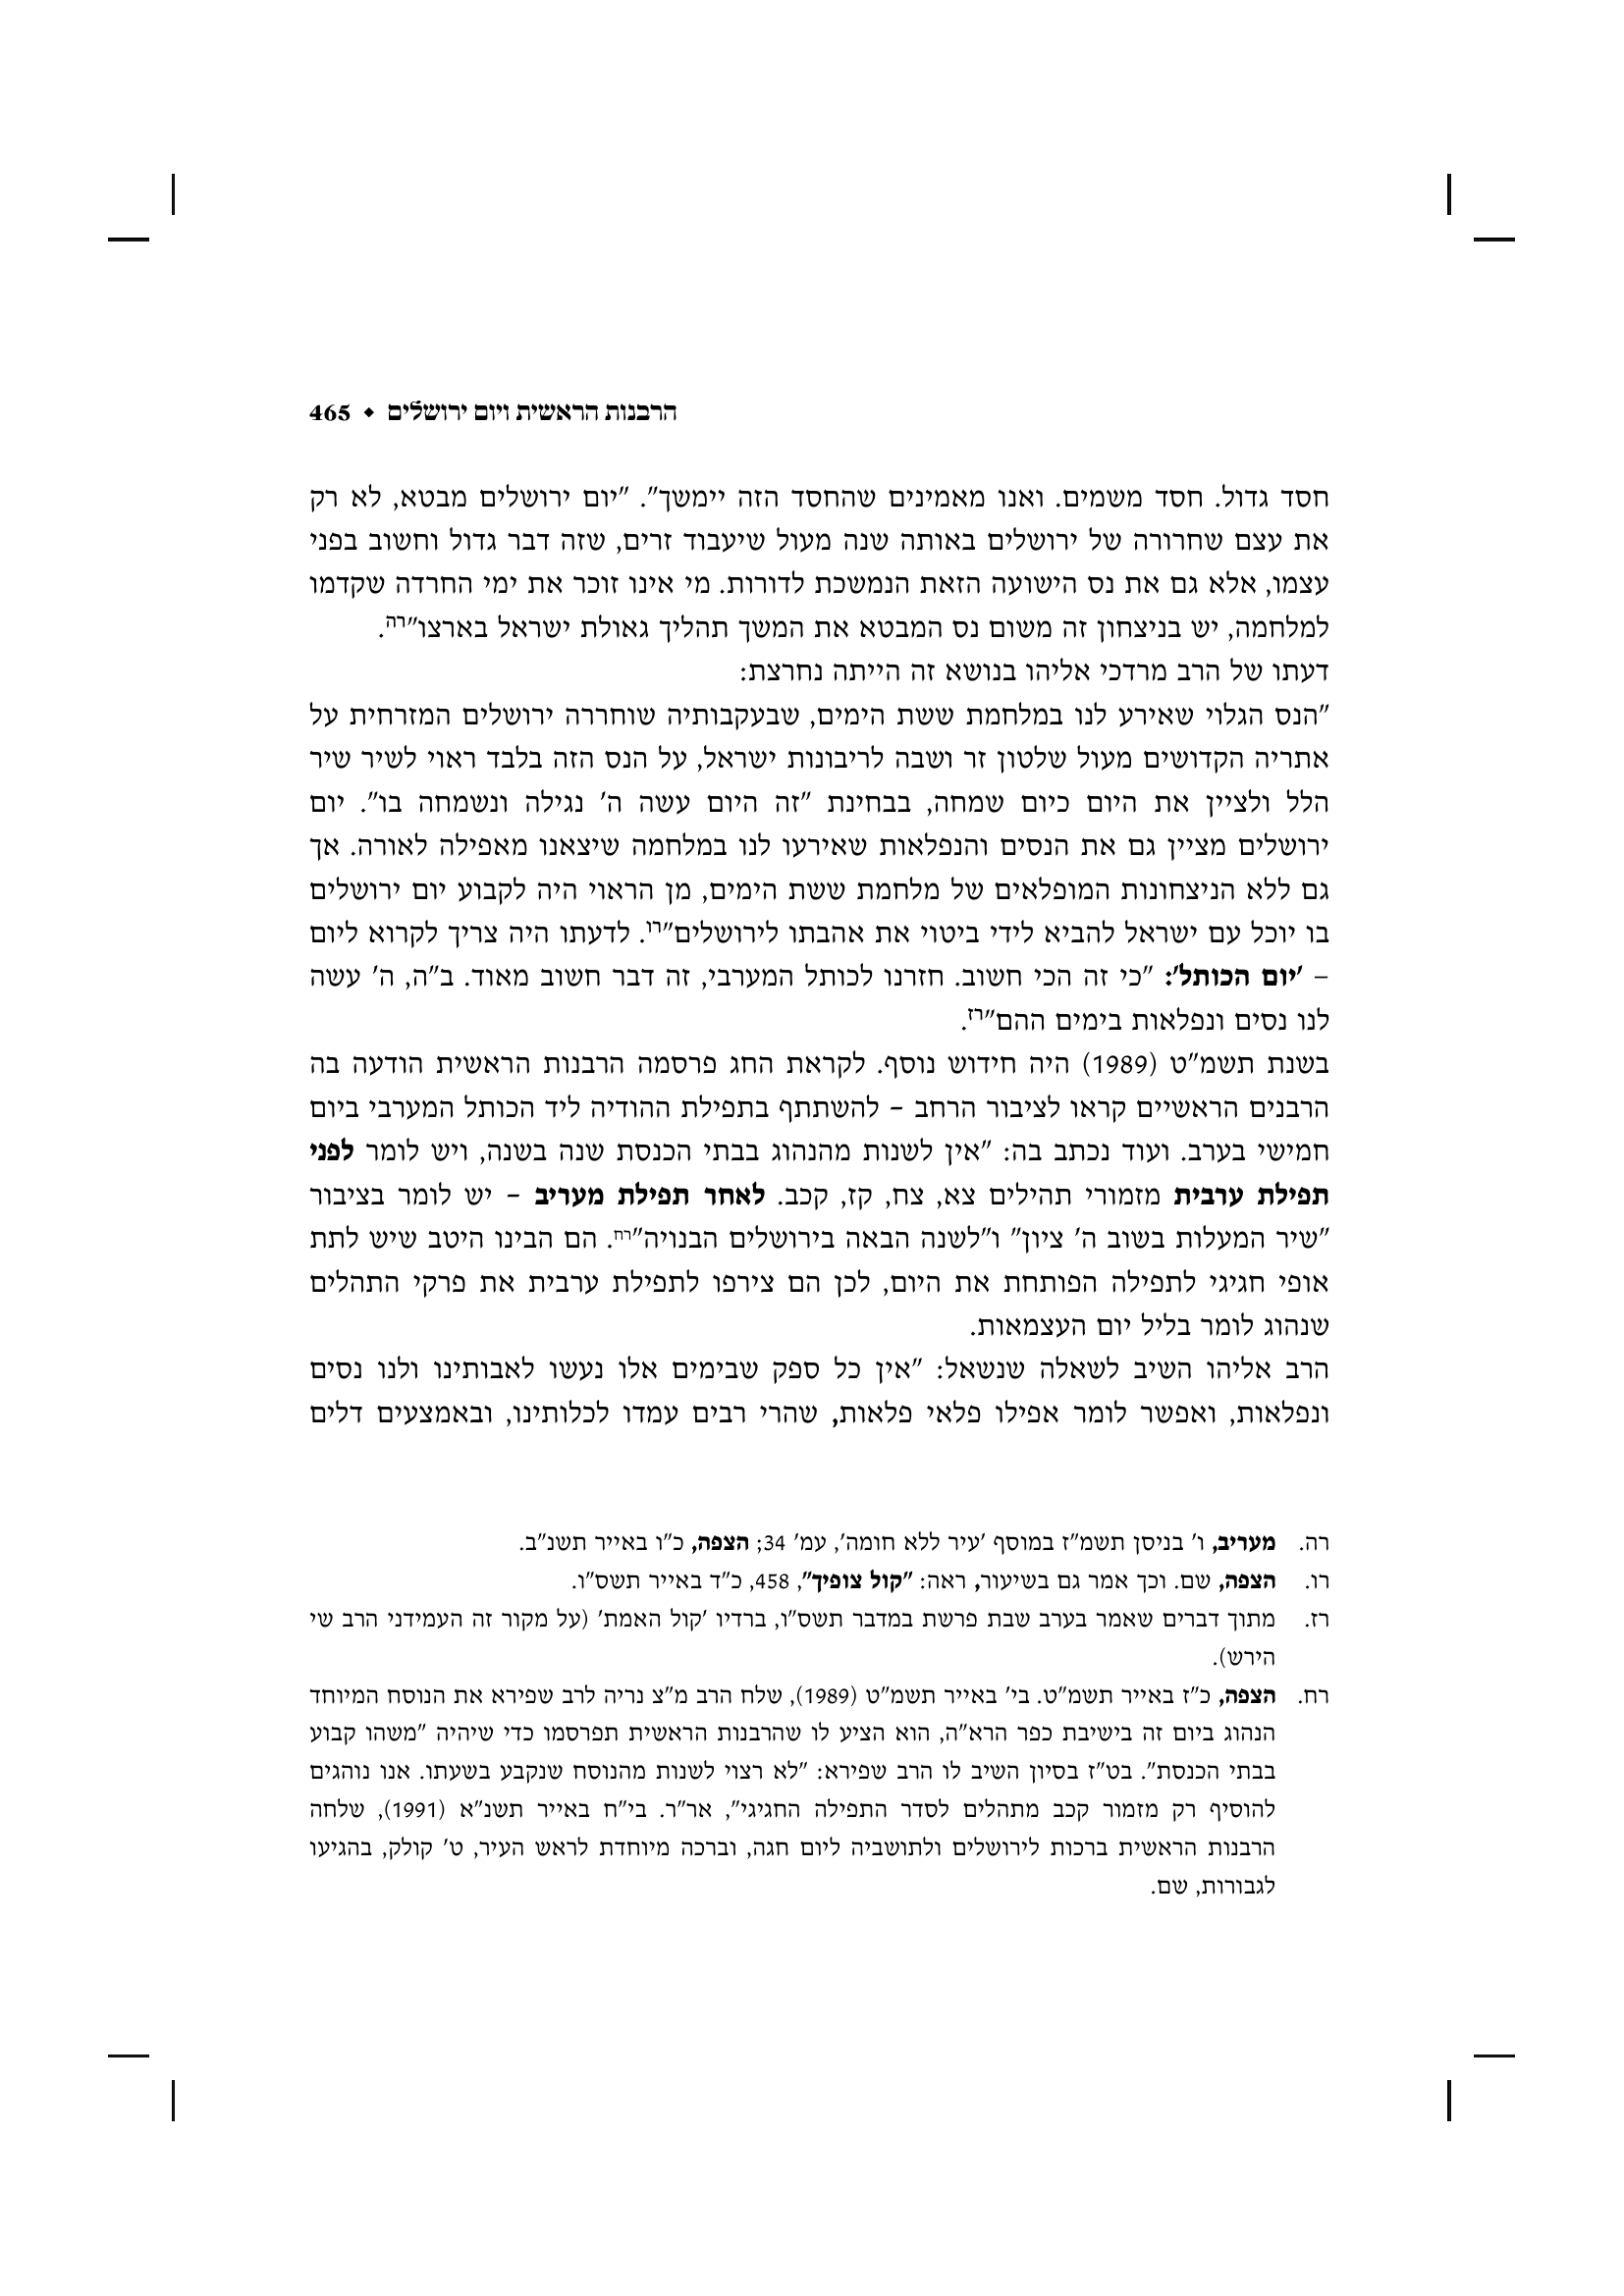 הרבנות הראשית ויום ירושלים ◆ 465
חסד גדול. חסד משמים. ואנו מאמינים שהחסד הזה יימשך". "יום ירושלים מבטא, לא רק
את עצם שחרורה של ירושלים באותה שנה מעול שיעבוד זרים, שזה דבר גדול וחשוב בפני
עצמו, אלא גם את נס הישועה הזאת הנמשכת לדורות. מי אינו זוכר את ימי החרדה שקדמו
למלחמה, יש בניצחון זה משום נס המבטא את המשך תהליך גאולת ישראל בארצו"רה.
דעתו של הרב מרדכי אליהו בנושא זה הייתה נחרצת:
"הנס הגלוי שאירע לנו במלחמת ששת הימים, שבעקבותיה שוחררה ירושלים המזרחית על
אתריה הקדושים מעול שלטון זר ושבה לריבונות ישראל, על הנס הזה בלבד ראוי לשיר שיר
הלל ולציין את היום כיום שמחה, בבחינת "זה היום עשה ה' נגילה ונשמחה בו". יום
ירושלים מציין גם את הנסים והנפלאות שאירעו לנו במלחמה שיצאנו מאפילה לאורה. אך
גם ללא הניצחונות המופלאים של מלחמת ששת הימים, מן הראוי היה לקבוע יום ירושלים
בו יוכל עם ישראל להביא לידי ביטוי את אהבתו לירושלים"רו. לדעתו היה צריך לקרוא ליום
– 'יום הכותל': "כי זה הכי חשוב. חזרנו לכותל המערבי, זה דבר חשוב מאוד. ב"ה, ה' עשה
לנו נסים ונפלאות בימים ההם"רז.
בשנת תשמ"ט (1989) היה חידוש נוסף. לקראת החג פרסמה הרבנות הראשית הודעה בה
הרבנים הראשיים קראו לציבור הרחב – להשתתף בתפילת ההודיה ליד הכותל המערבי ביום
חמישי בערב. ועוד נכתב בה: "אין לשנות מהנהוג בבתי הכנסת שנה בשנה, ויש לומר לפני
תפילת ערבית מזמורי תהילים צא, צח, קז, קכב. לאחר תפילת מעריב – יש לומר בציבור
"שיר המעלות בשוב ה' ציון" ו"לשנה הבאה בירושלים הבנויה"רח. הם הבינו היטב שיש לתת
אופי חגיגי לתפילה הפותחת את היום, לכן הם צירפו לתפילת ערבית את פרקי התהלים
שנהוג לומר בליל יום העצמאות.
הרב אליהו השיב לשאלה שנשאל: "אין כל ספק שבימים אלו נעשו לאבותינו ולנו נסים
ונפלאות, ואפשר לומר אפילו פלאי פלאות, שהרי רבים עמדו לכלותינו, ובאמצעים דלים
רה. מעריב, ו' בניסן תשמ"ז במוסף 'עיר ללא חומה', עמ' 34; הצפה, כ"ו באייר תשנ"ב.
רו. הצפה, שם. וכך אמר גם בשיעור, ראה: "קול צופיך", 458, כ"ד באייר תשס"ו.
רז. מתוך דברים שאמר בערב שבת פרשת במדבר תשס"ו, ברדיו 'קול האמת' (על מקור זה העמידני הרב שי
הירש).
רח. הצפה, כ"ז באייר תשמ"ט. בי' באייר תשמ"ט (1989), שלח הרב מ"צ נריה לרב שפירא את הנוסח המיוחד
הנהוג ביום זה בישיבת כפר הרא"ה, הוא הציע לו שהרבנות הראשית תפרסמו כדי שיהיה "משהו קבוע
בבתי הכנסת". בט"ז בסיון השיב לו הרב שפירא: "לא רצוי לשנות מהנוסח שנקבע בשעתו. אנו נוהגים
להוסיף רק מזמור קכב מתהלים לסדר התפילה החגיגי", אר"ר. בי"ח באייר תשנ"א (1991), שלחה
הרבנות הראשית ברכות לירושלים ולתושביה ליום חגה, וברכה מיוחדת לראש העיר, ט' קולק, בהגיעו
לגבורות, שם.